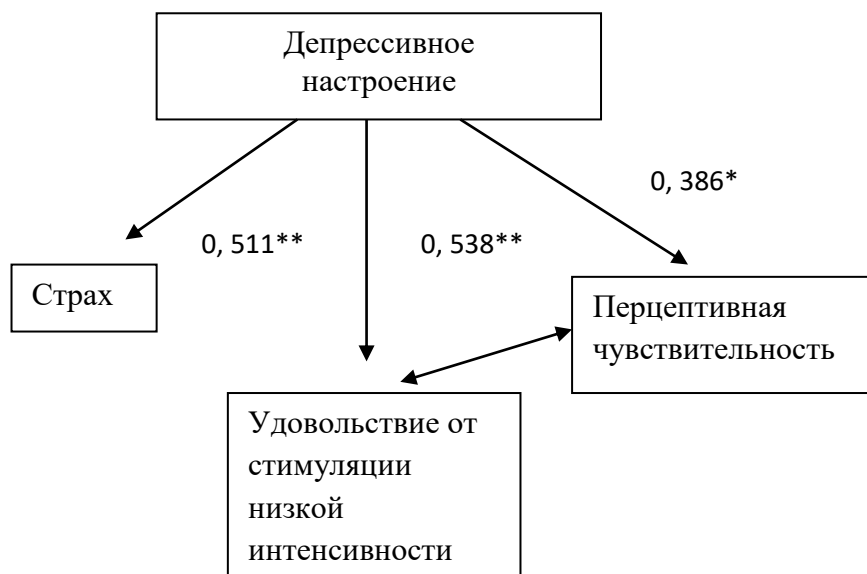 Депрессивное
настроение
0, 386*
0, 511**
0, 538**
Страх
Перцептивная
чувствительность
Удовольствие от
стимуляции
низкой
интенсивности